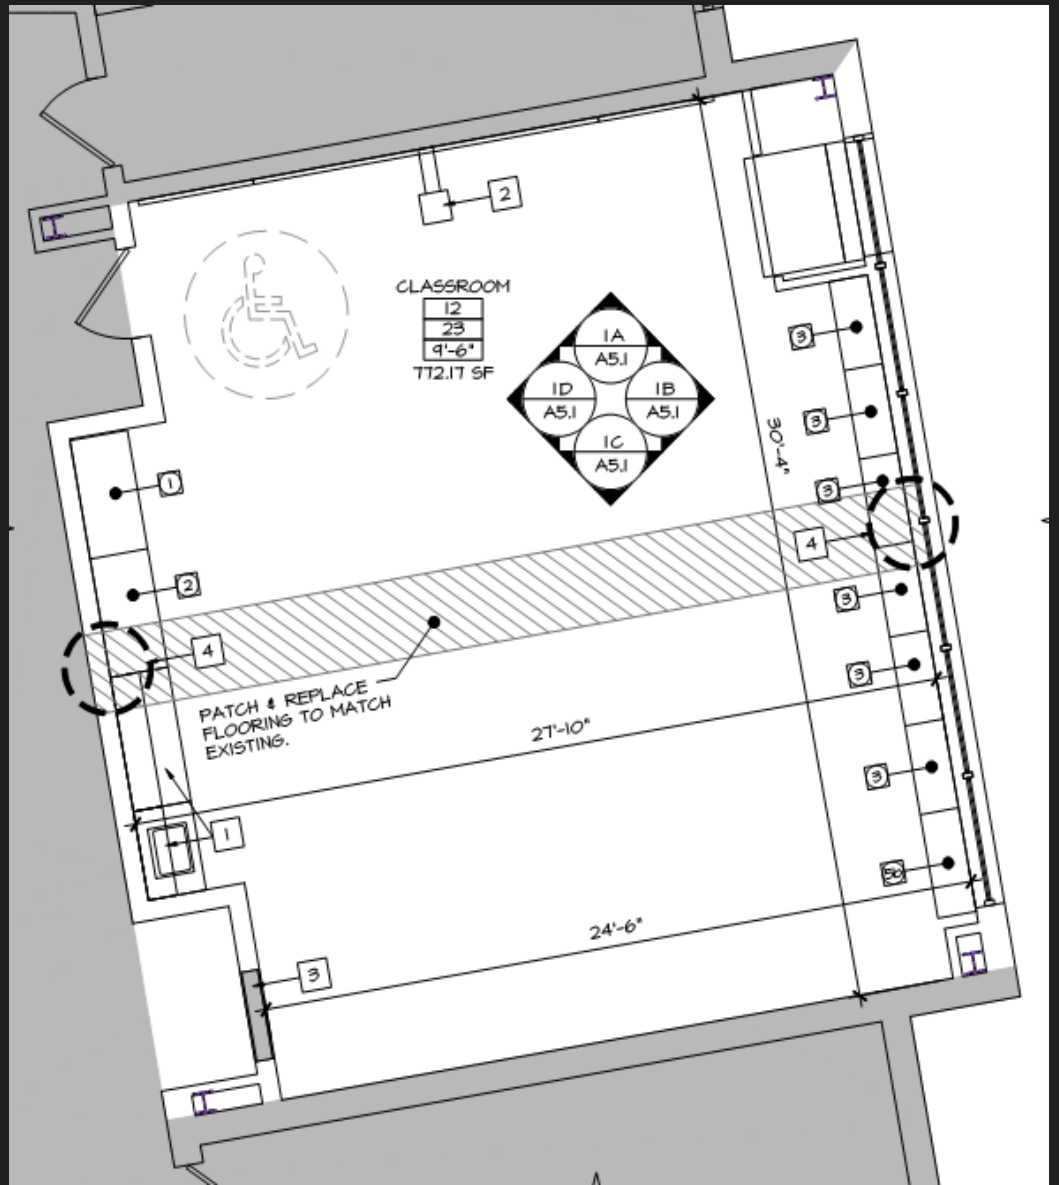 2
CLASSROOM
12
23
9'-6"
772.17 SF
1A
A5.1
1D
A5.1
1B
A5.1
1C
A5.1
3
3
30'-4"
1
3
4
2
3
4
3
PATCH & REPLACE
FLOORING TO MATCH
EXISTING.
27'-10"
3
1
5b
24'-6"
3